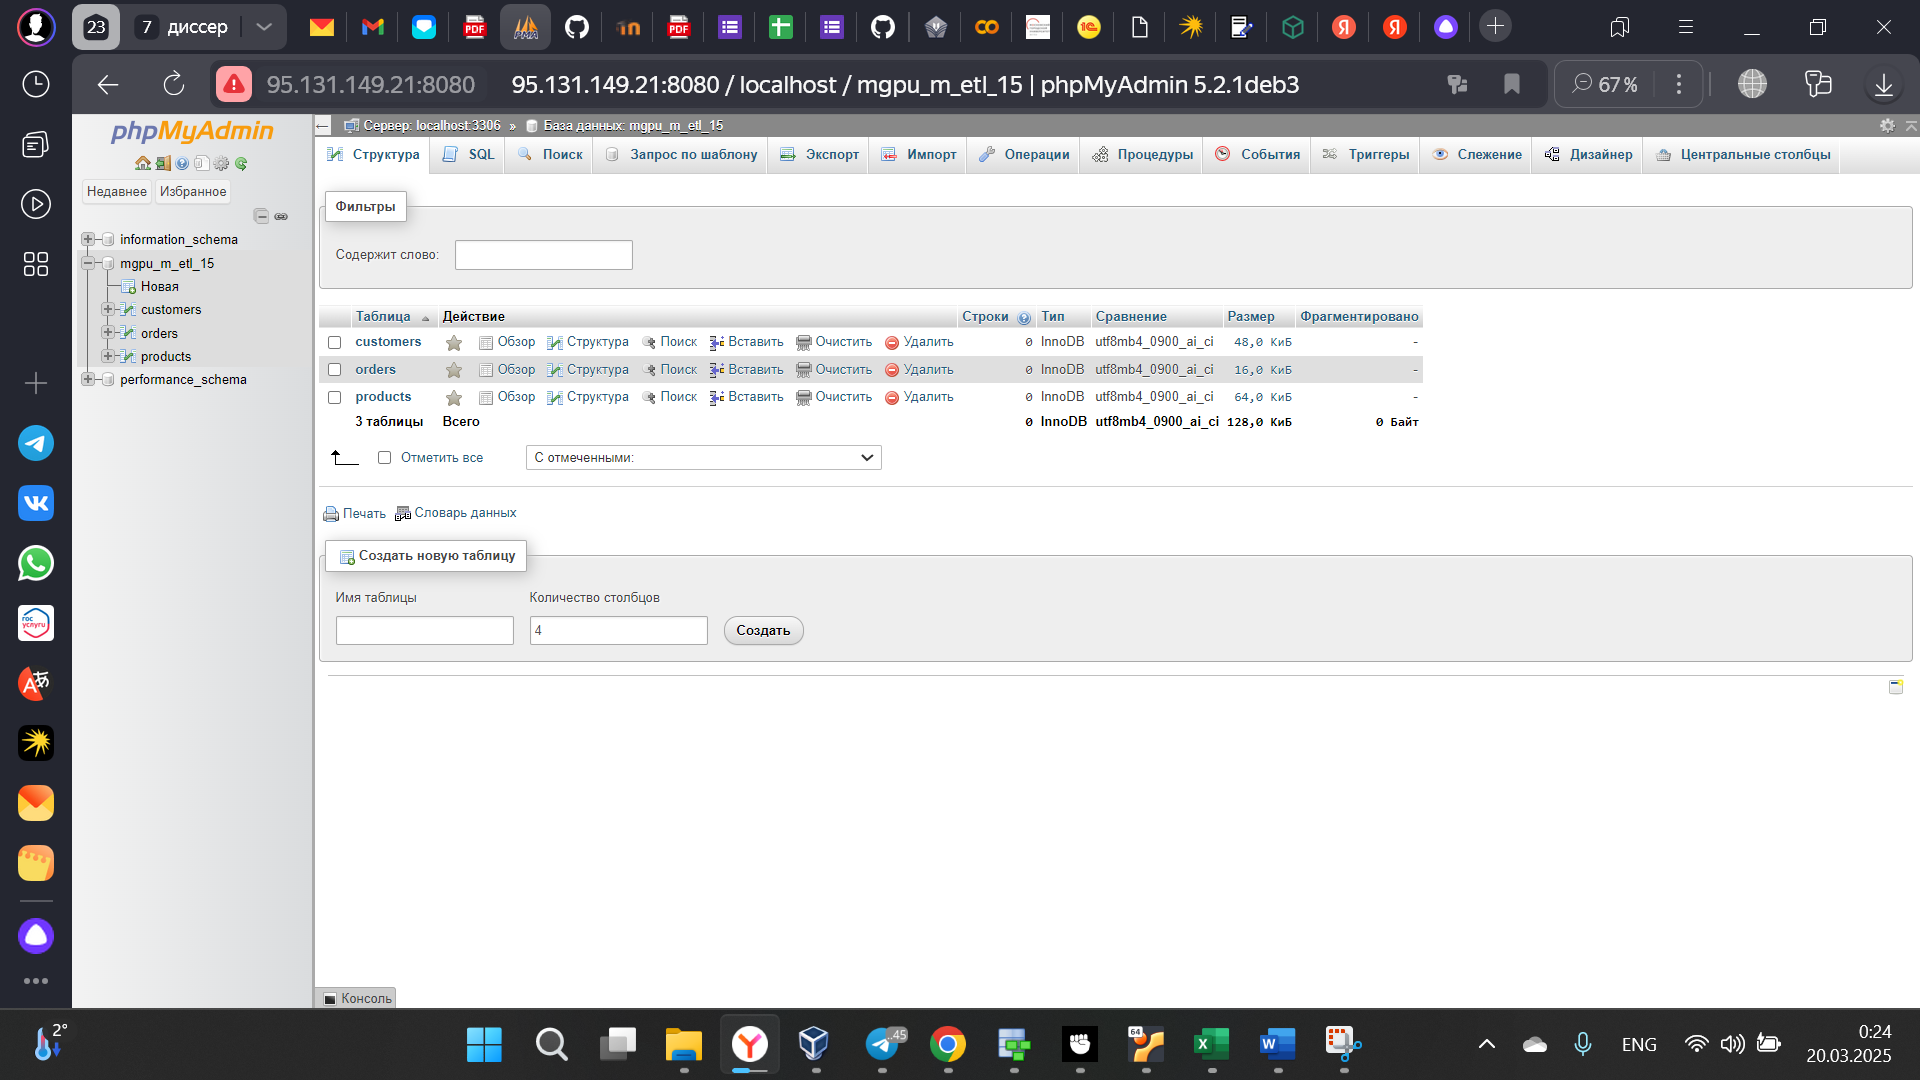 23
7 диссер
95.131.149.21:8080
95.131.149.21:8080 / localhost / mgpu_m_etl_15 | phpMyAdmin 5.2.1deb3
67 %
phpMyAdmin
Недавнее Избранное
information_schema
mgpu_m_etl_15
Новая
customers
orders
products
performance_schema
Сервер: localhost:3306 » База данных: mgpu_m_etl_15
Структура SQL Поиск Запрос по шаблону Экспорт Импорт Операции Процедуры События Триггеры Слежение Дизайнер Центральные столбцы
Фильтры
Содержит слово:
Таблица Действие Строки Тип Сравнение Размер Фрагментировано
customers Обзор Структура Поиск Вставить Очистить Удалить 0 InnoDB utf8mb4_0900_ai_ci 48,0 КиБ -
orders Обзор Структура Поиск Вставить Очистить Удалить 0 InnoDB utf8mb4_0900_ai_ci 16,0 КиБ -
products Обзор Структура Поиск Вставить Очистить Удалить 0 InnoDB utf8mb4_0900_ai_ci 64,0 КиБ -
3 таблицы Всего 0 InnoDB utf8mb4_0900_ai_ci 128,0 КиБ 0 Байт
Отметить все С отмеченными:
Печать Словарь данных
Создать новую таблицу
Имя таблицы Количество столбцов
4 Создать
Консоль
2°
45
64
ENG
0:24
20.03.2025